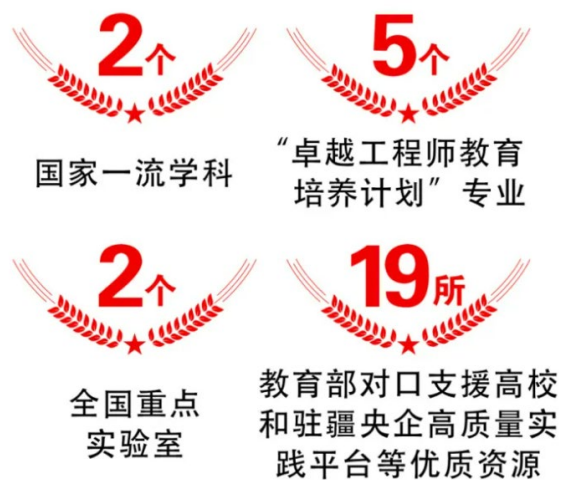 2个
国家一流学科
5个
“卓越工程师教育
培养计划”专业
2个
全国重点
实验室
19所
教育部对口支援高校
和驻疆央企高质量实
践平台等优质资源